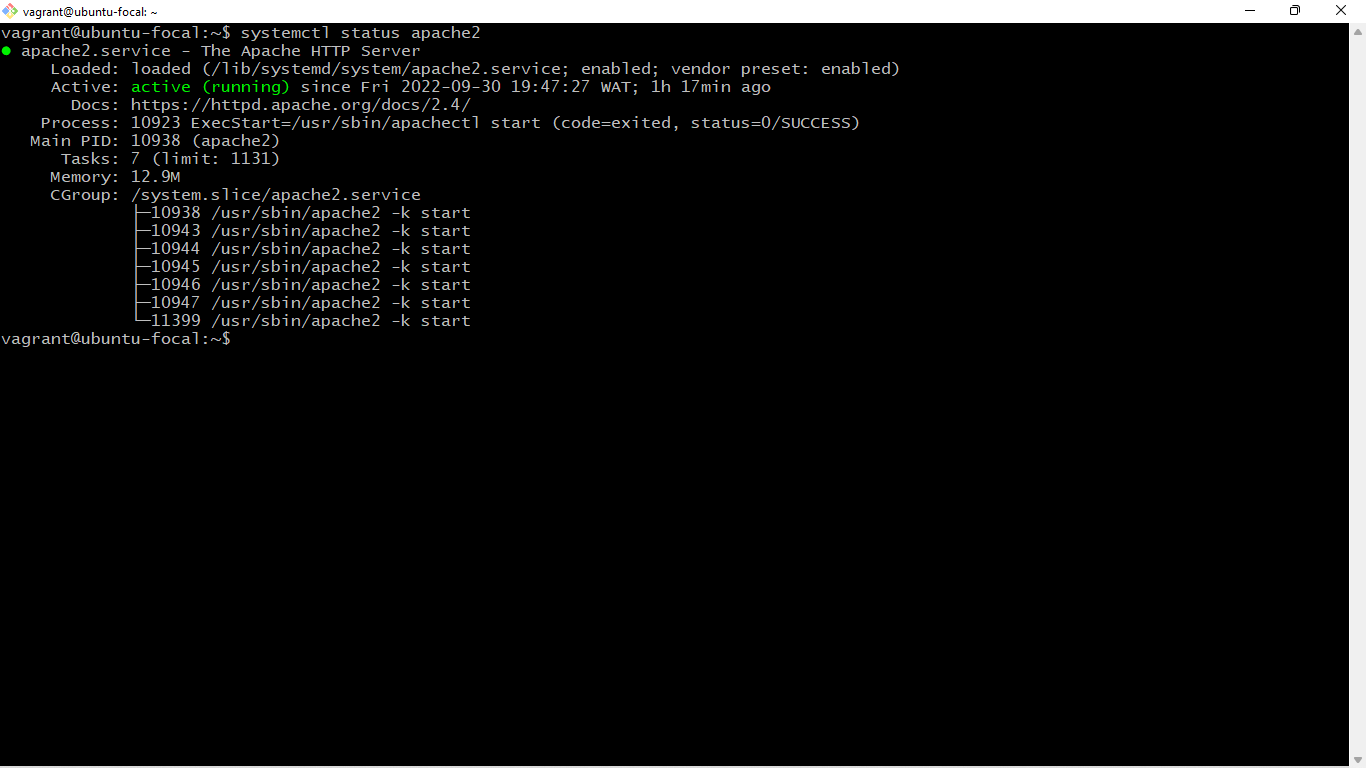 vagrant@ubuntu-focal: ~
vagrant@ubuntu-focal:~$ systemctl status apache2
● apache2.service - The Apache HTTP Server
     Loaded: loaded (/lib/systemd/system/apache2.service; enabled; vendor preset: enabled)
     Active: active (running) since Fri 2022-09-30 19:47:27 WAT; 1h 17min ago
       Docs: https://httpd.apache.org/docs/2.4/
    Process: 10923 ExecStart=/usr/sbin/apachectl start (code=exited, status=0/SUCCESS)
   Main PID: 10938 (apache2)
      Tasks: 7 (limit: 1131)
     Memory: 12.9M
     CGroup: /system.slice/apache2.service
             ├─10938 /usr/sbin/apache2 -k start
             ├─10943 /usr/sbin/apache2 -k start
             ├─10944 /usr/sbin/apache2 -k start
             ├─10945 /usr/sbin/apache2 -k start
             ├─10946 /usr/sbin/apache2 -k start
             ├─10947 /usr/sbin/apache2 -k start
             └─11399 /usr/sbin/apache2 -k start
vagrant@ubuntu-focal:~$